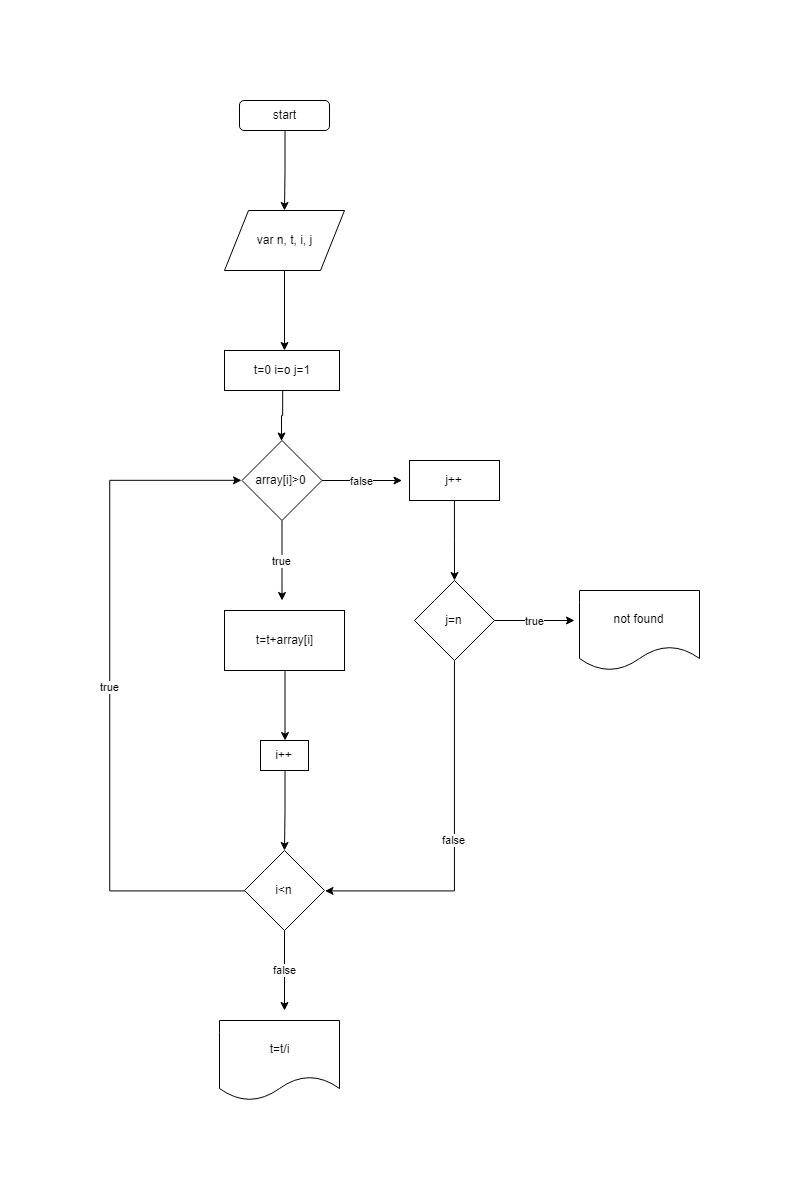 start
var n, t, i, j
t=0 i=o j=1
array[i]>0
false
j++
true
t=t+array[i]
j=n
true
not found
true
i++
false
i<n
false
t=t/i